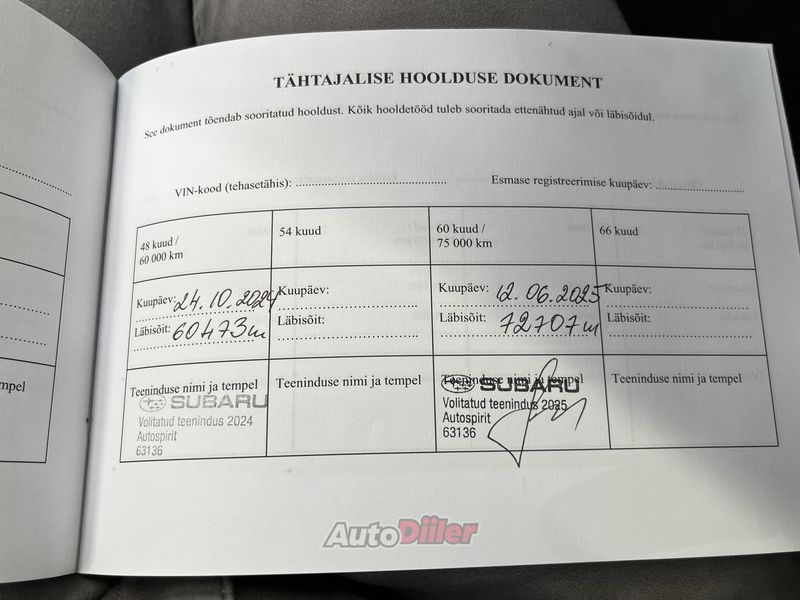 TÄHTAJALISE HOOLDUSE DOKUMENT
See dokument tõendab sooritatud hooldust. Kõik hooldetööd tuleb sooritada ettenähtud ajal või läbisõidul.
VIN-kood (tehasetähis): ............................................ Esmase registreerimise kuupäev: .........................
48 kuud /
60 000 km
54 kuud
60 kuud /
75 000 km
66 kuud
Kuupäev: 24.10.2024
Läbisõit: 60473
Kuupäev:
Läbisõit:
Kuupäev: 12.06.2025
Läbisõit: 72707
Kuupäev:
Läbisõit:
Teeninduse nimi ja tempel
SUBARU
Volitatud teenindus 2024
Autospirit
63136
Teeninduse nimi ja tempel
Teeninduse nimi ja tempel
SUBARU
Volitatud teenindus 2025
Autospirit
63136
Teeninduse nimi ja tempel
mpel
AutoDiiler